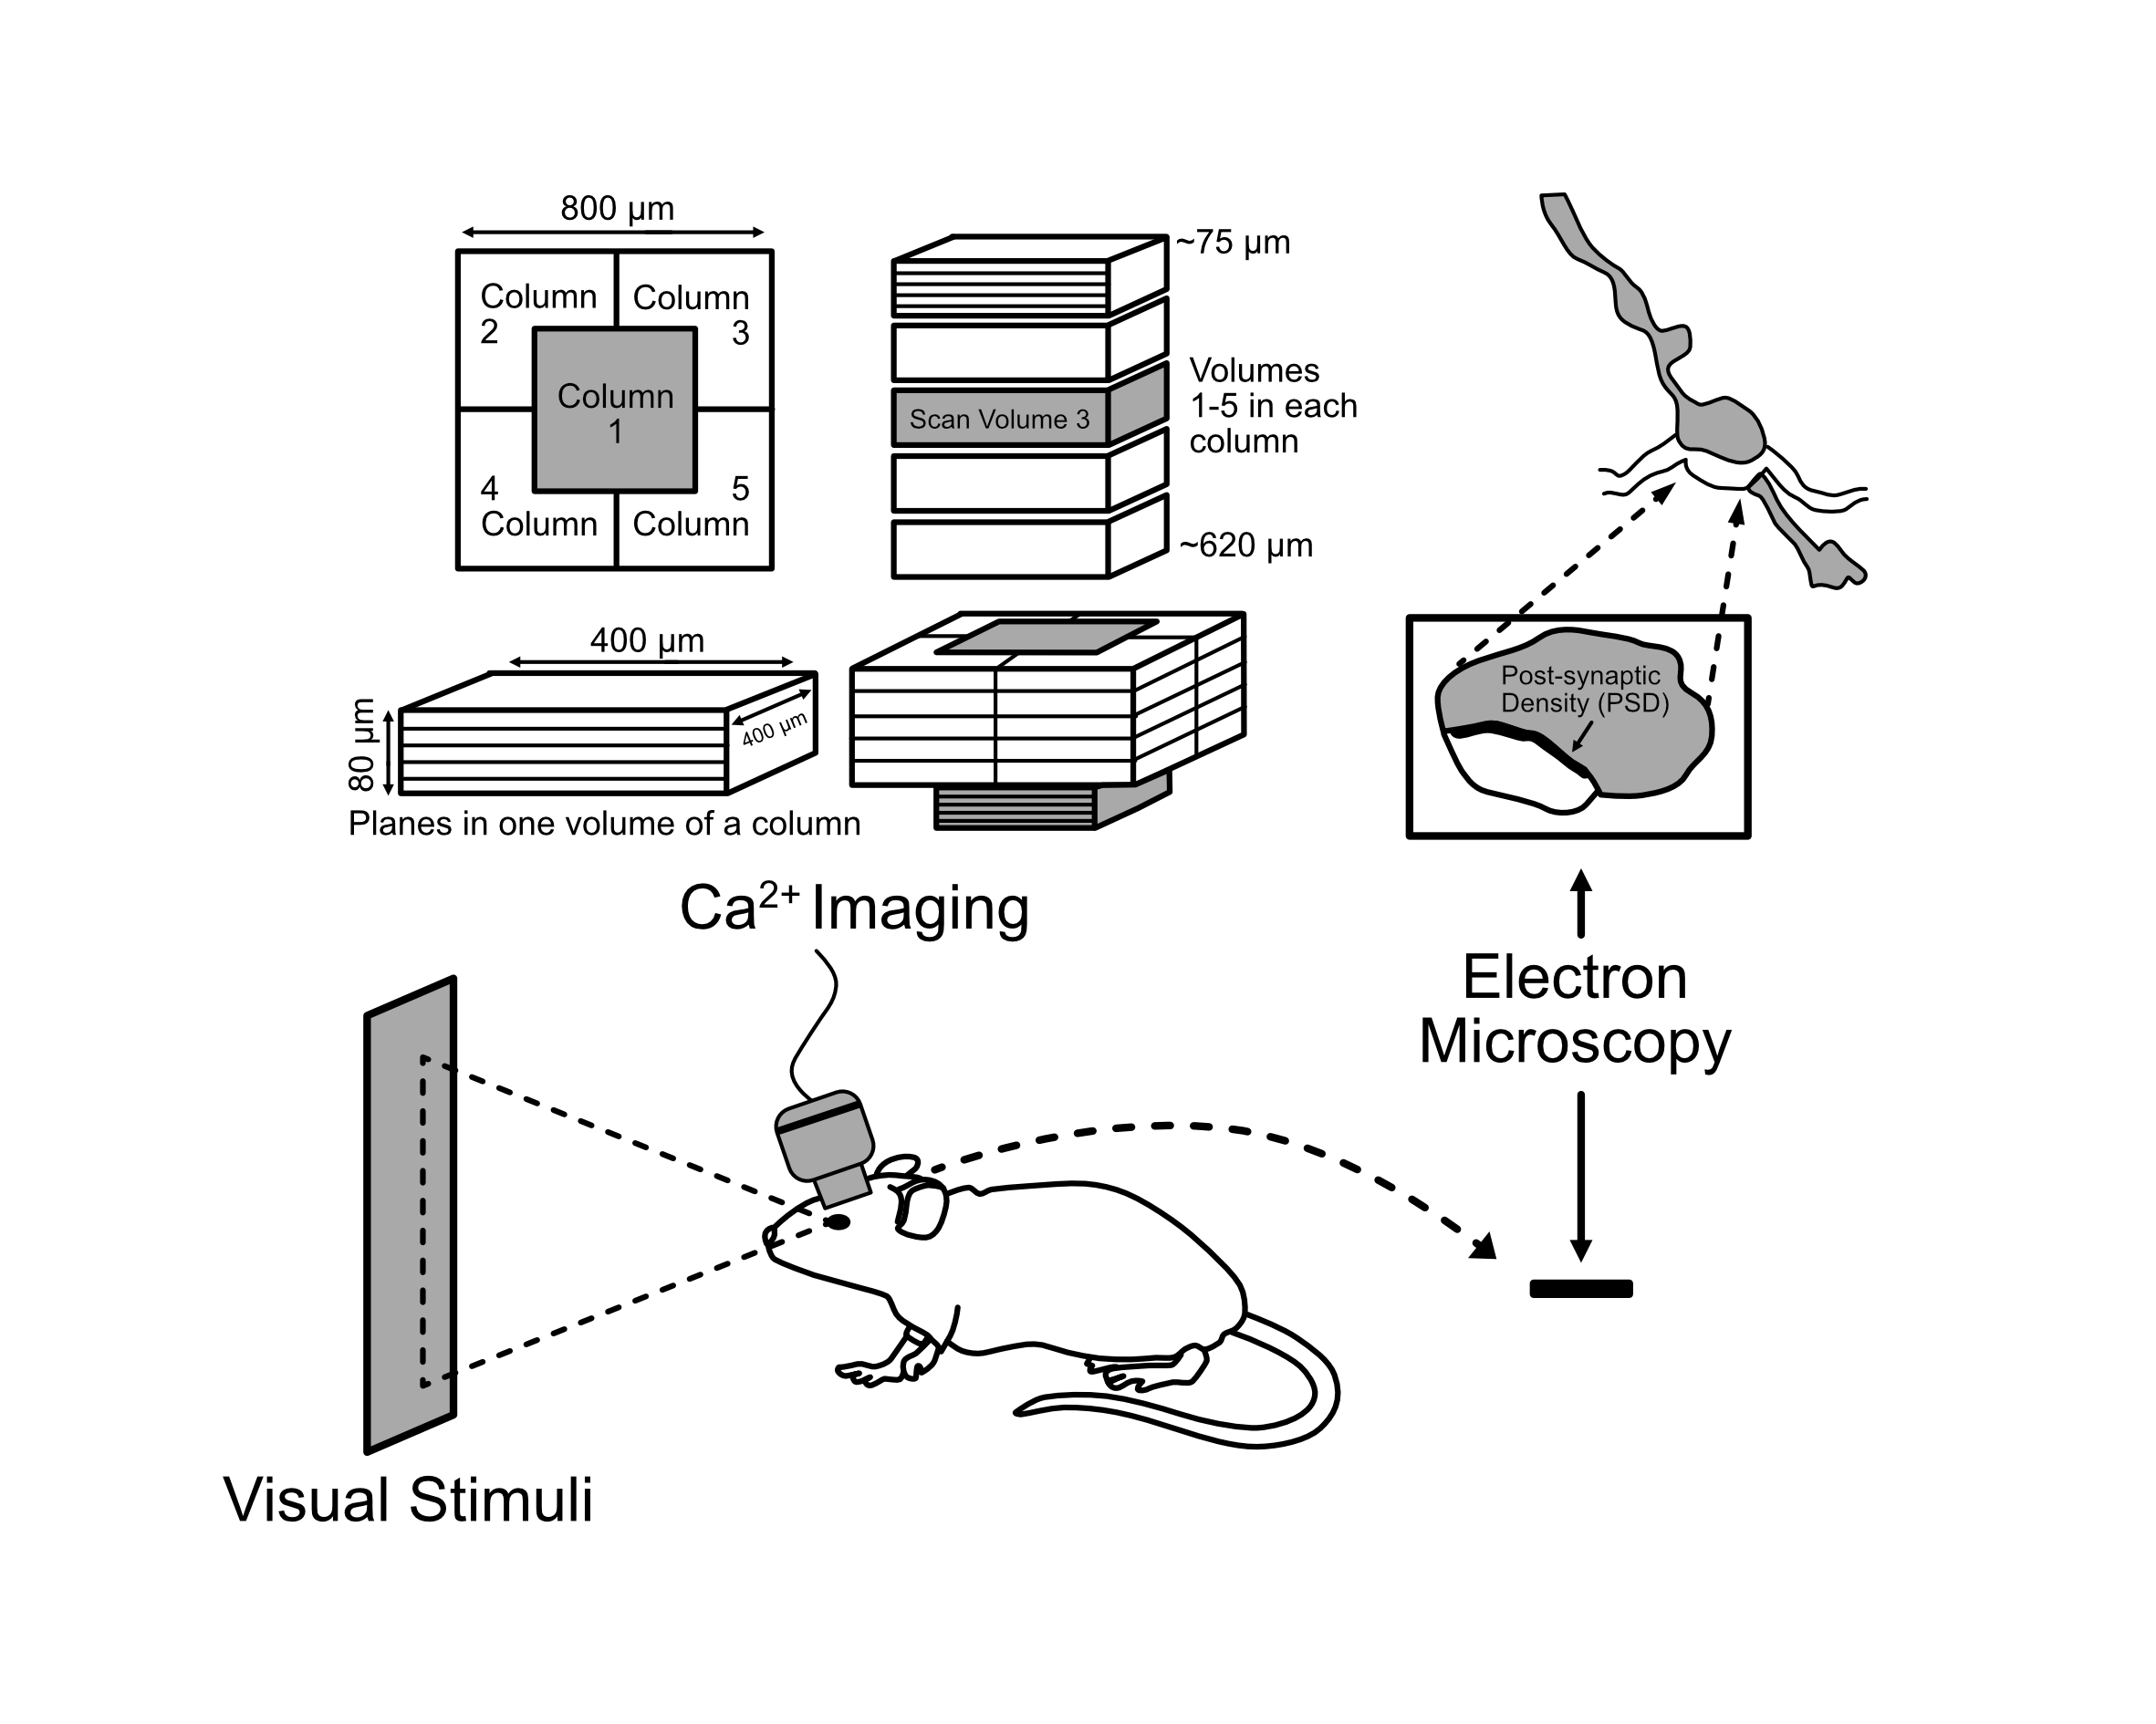 800 µm
Column
2
Column
3
Column
1
4
Column
5
Column
~75 µm
Scan Volume 3
Volumes
1-5 in each
column
~620 µm
400 µm
400 µm
80 µm
Planes in one volume of a column
Post-synaptic
Density (PSD)
Ca2+ Imaging
Electron
Microscopy
Visual Stimuli